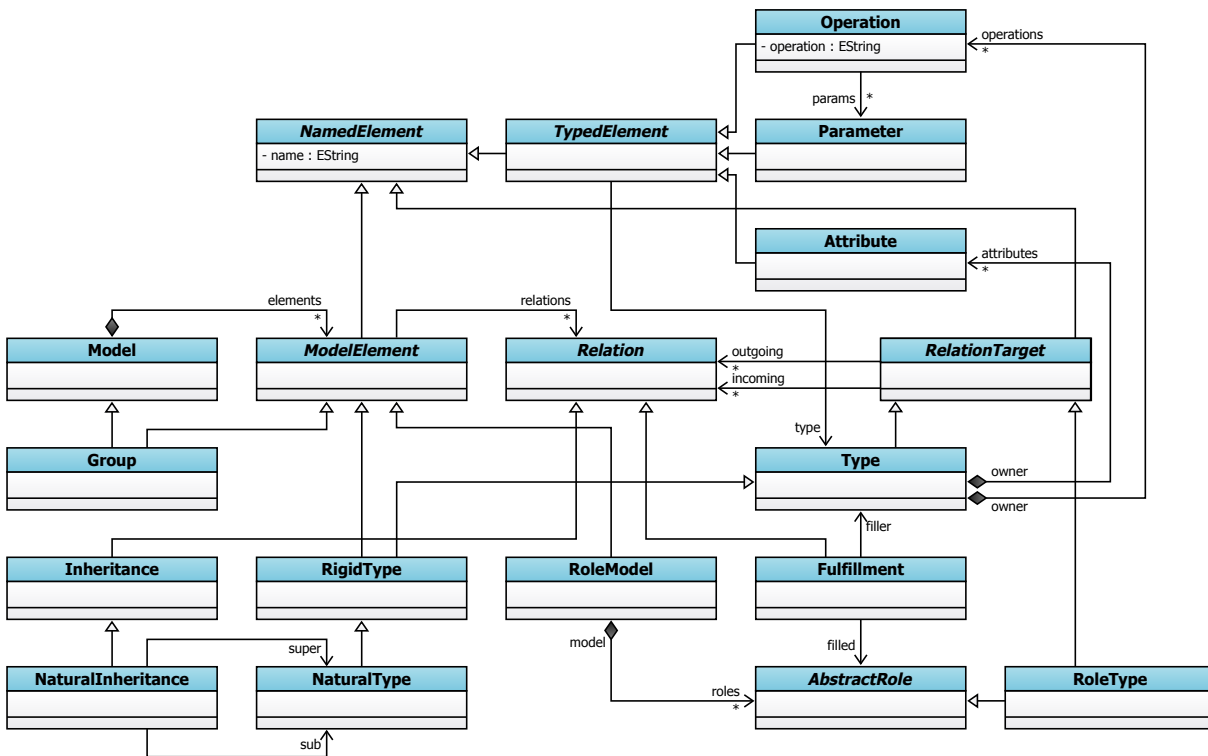 Operation
- operation : EString
operations
*
params *
NamedElement
- name : EString
TypedElement
Parameter
Attribute
attributes
*
elements
*
relations
*
Model
ModelElement
Relation
outgoing
*
incoming
*
RelationTarget
type
Group
Type
owner
owner
filler
Inheritance
RigidType
RoleModel
Fulfillment
model
filled
super
NaturalInheritance
NaturalType
roles
*
AbstractRole
RoleType
sub